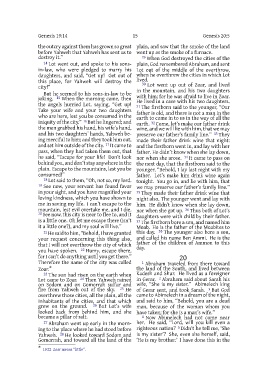 Genesis 19:14
18
Genesis 20:5
the outcry against them has grown so great
before Yahweh that Yahweh has sent us to
destroy it."
14 Lot went out, and spoke to his sons-
in-law, who were pledged to marry his
daughters, and said, "Get up! Get out of
this place, for Yahweh will destroy the
city!"
But he seemed to his sons-in-law to be
joking. 15 When the morning came, then
the angels hurried Lot, saying, "Get up!
Take your wife and your two daughters
who are here, lest you be consumed in the
iniquity of the city." 16 But he lingered; and
the men grabbed his hand, his wife's hand,
and his two daughters' hands, Yahweh be-
ing merciful to him; and they took him out,
and set him outside of the city. 17 It came to
pass, when they had taken them out, that
he said, "Escape for your life! Don't look
behind you, and don't stay anywhere in the
plain. Escape to the mountains, lest you be
consumed!"
18 Lot said to them, "Oh, not so, my lord.
19 See now, your servant has found favor
in your sight, and you have magnified your
loving kindness, which you have shown to
me in saving my life. I can't escape to the
mountain, lest evil overtake me, and I die.
20 See now, this city is near to flee to, and it
is a little one. Oh let me escape there (isn't
it a little one?), and my soul will live."
21 He said to him, "Behold, I have granted
your request concerning this thing also,
that I will not overthrow the city of which
you have spoken. 22 Hurry, escape there,
for I can't do anything until you get there."
Therefore the name of the city was called
Zoar.
23 The sun had risen on the earth when
Lot came to Zoar. 24 Then Yahweh rained
on Sodom and on Gomorrah sulfur and
fire from Yahweh out of the sky. 25 He
overthrew those cities, all the plain, all the
inhabitants of the cities, and that which
grew on the ground. 26 But Lot's wife
looked back from behind him, and she
became a pillar of salt.
27 Abraham went up early in the morn-
ing to the place where he had stood before
Yahweh. 28 He looked toward Sodom and
Gomorrah, and toward all the land of the
plain, and saw that the smoke of the land
went up as the smoke of a furnace.
29 When God destroyed the cities of the
plain, God remembered Abraham, and sent
Lot out of the middle of the overthrow,
when he overthrew the cities in which Lot
lived.
30 Lot went up out of Zoar, and lived
in the mountain, and his two daughters
with him; for he was afraid to live in Zoar.
He lived in a cave with his two daughters.
31 The firstborn said to the younger, "Our
father is old, and there is not a man in the
earth to come in to us in the way of all the
earth. 32 Come, let's make our father drink
wine, and we will lie with him, that we may
preserve our father's family line." 33 They
made their father drink wine that night:
and the firstborn went in, and lay with her
father. He didn't know when she lay down,
nor when she arose. 34 It came to pass on
the next day, that the firstborn said to the
younger, "Behold, I lay last night with my
father. Let's make him drink wine again
tonight. You go in, and lie with him, that
we may preserve our father's family line."
35 They made their father drink wine that
night also. The younger went and lay with
him. He didn't know when she lay down,
nor when she got up. 36 Thus both of Lot's
daughters were with child by their father.
37 The firstborn bore a son, and named him
Moab. He is the father of the Moabites to
this day. 38 The younger also bore a son,
and called his name Ben Ammi. He is the
father of the children of Ammon to this
day.
20
1 Abraham traveled from there toward
the land of the South, and lived between
Kadesh and Shur. He lived as a foreigner
in Gerar. 2 Abraham said about Sarah his
wife, "She is my sister." Abimelech king
of Gerar sent, and took Sarah. 3 But God
came to Abimelech in a dream of the night,
and said to him, "Behold, you are a dead
man, because of the woman whom you
have taken; for she is a man's wife."
4 Now Abimelech had not come near
her. He said, "Lord, will you kill even a
righteous nation? 5 Didn't he tell me, 'She
is my sister'? She, even she herself, said,
'He is my brother.' I have done this in the